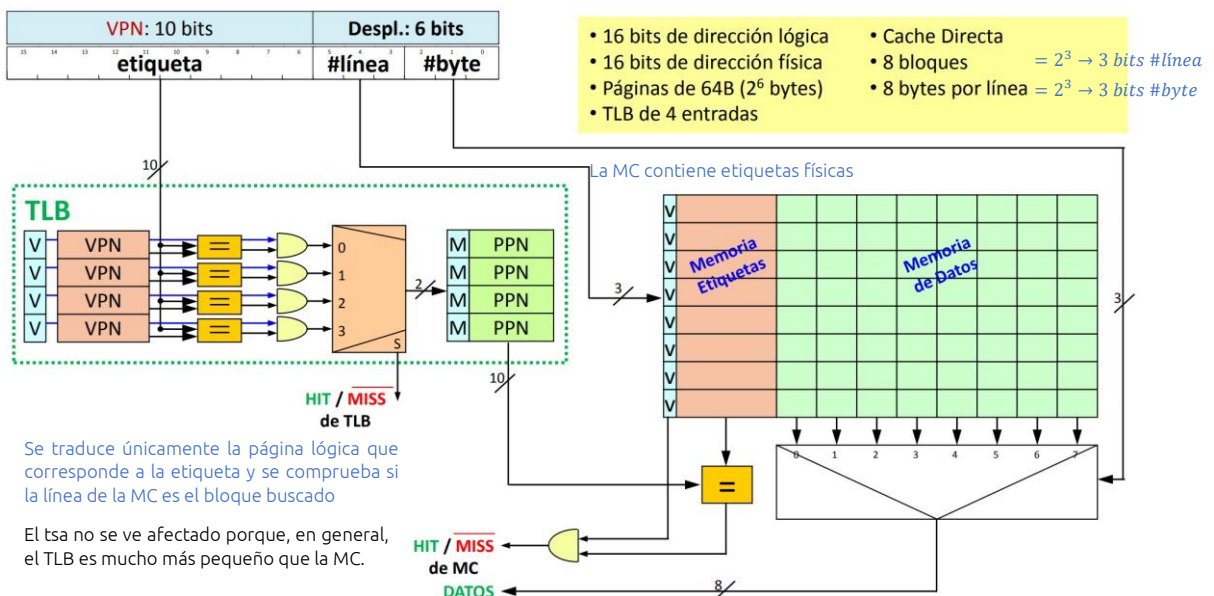 VPN: 10 bits
Despl.: 6 bits
15 14 13 12 11 10 9 8 7 6 5 4 3 2 1 0
etiqueta
#línea
#byte
• 16 bits de dirección lógica
• 16 bits de dirección física
• Páginas de 64B (2⁶ bytes)
• TLB de 4 entradas
• Cache Directa
• 8 bloques = 2³ → 3 bits #línea
• 8 bytes por línea = 2³ → 3 bits #byte
10
La MC contiene etiquetas físicas
TLB
V VPN = 0 M PPN
V VPN = 1 M PPN
V VPN = 2 M PPN
V VPN = 3 M PPN
S
2
3
3
V
V
V
V
V
V
V
V
Memoria
Etiquetas
Memoria
de Datos
10
HIT / MISS
de TLB
0 1 2 3 4 5 6 7
=
Se traduce únicamente la página lógica que
corresponde a la etiqueta y se comprueba si
la línea de la MC es el bloque buscado
El tsa no se ve afectado porque, en general,
el TLB es mucho más pequeño que la MC.
HIT / MISS
de MC
DATOS
8